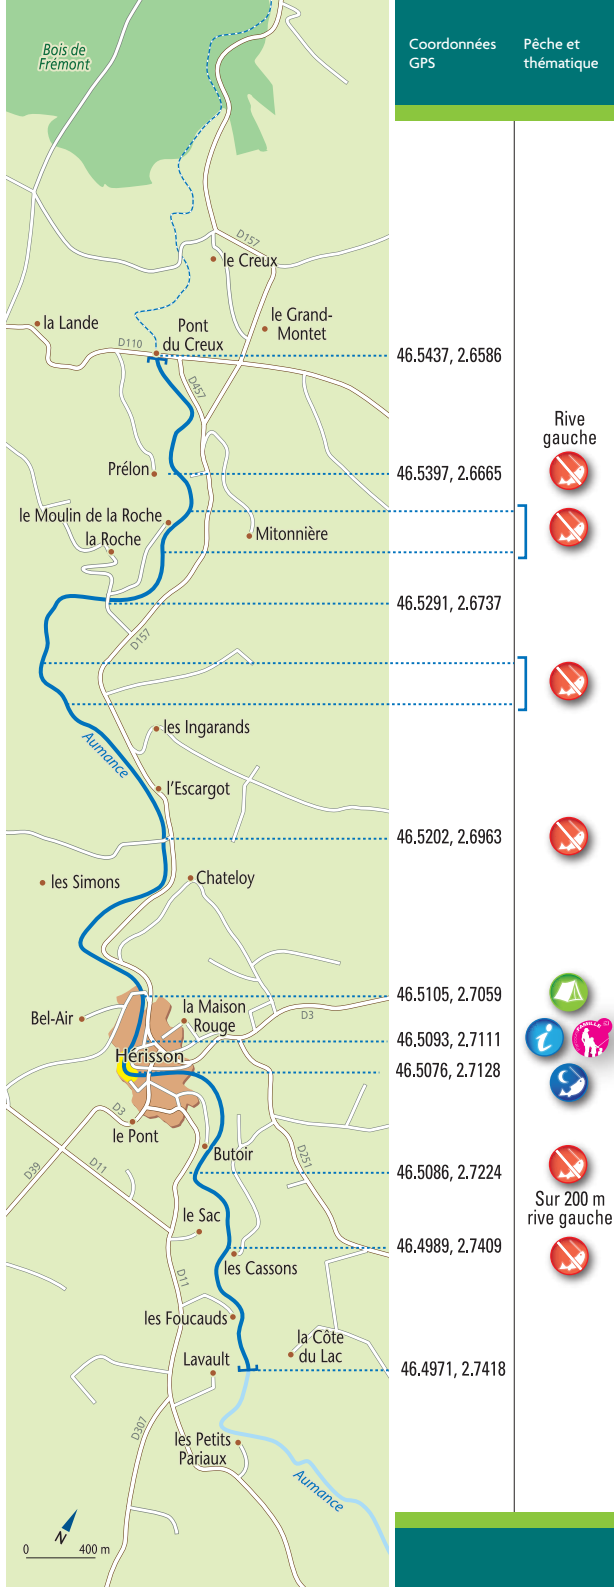 Coordonnées
GPS
Pêche et
thématique
Bois de
Frémont
D157
le Creux
la Lande
le Grand-
Montet
Pont
du Creux
D110
46.5437, 2.6586
D457
Rive
gauche
Prélon
46.5397, 2.6665
le Moulin de la Roche
la Roche
Mitonnière
46.5291, 2.6737
D157
les Ingarands
Aumance
l'Escargot
46.5202, 2.6963
les Simons
Chateloy
46.5105, 2.7059
Bel-Air
la Maison
Rouge
D3
46.5093, 2.7111
i
FAMILLE
Hérisson
46.5076, 2.7128
D3
le Pont
Butoir
D251
D39
D11
46.5086, 2.7224
Sur 200 m
rive gauche
le Sac
46.4989, 2.7409
les Cassons
D11
les Foucauds
la Côte
du Lac
Lavault
46.4971, 2.7418
D307
les Petits
Pariaux
Aumance
N
0 400 m